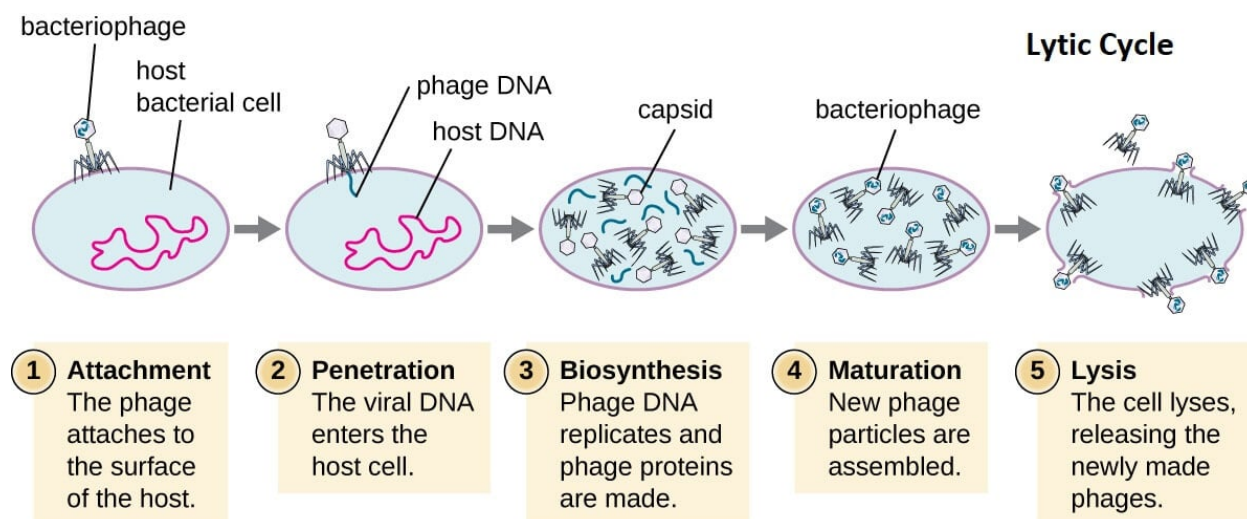 Lytic Cycle
bacteriophage
host
bacterial cell
phage DNA
host DNA
capsid
bacteriophage
1 Attachment
The phage
attaches to
the surface
of the host.
2 Penetration
The viral DNA
enters the
host cell.
3 Biosynthesis
Phage DNA
replicates and
phage proteins
are made.
4 Maturation
New phage
particles are
assembled.
5 Lysis
The cell lyses,
releasing the
newly made
phages.